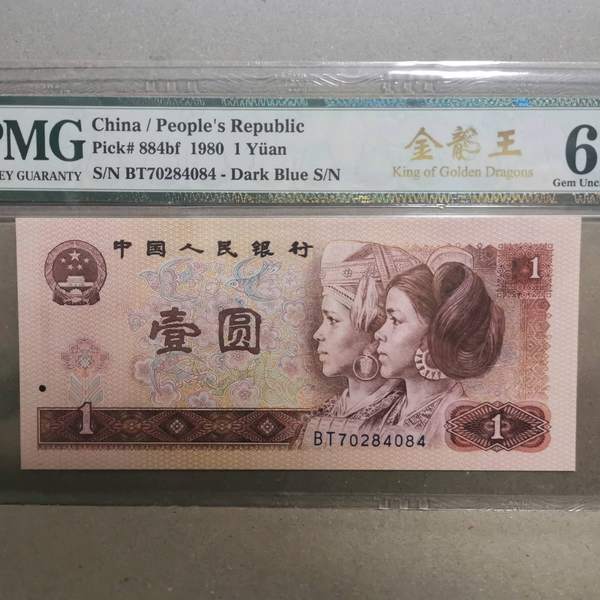 PMG
EY GUARANTY
China / People's Republic
Pick# 884bf 1980 1 Yüan
S/N BT70284084 - Dark Blue S/N
金龍王
King of Golden Dragons
6
Gem Unc
中国人民银行
1
壹圆
1
BT70284084
1